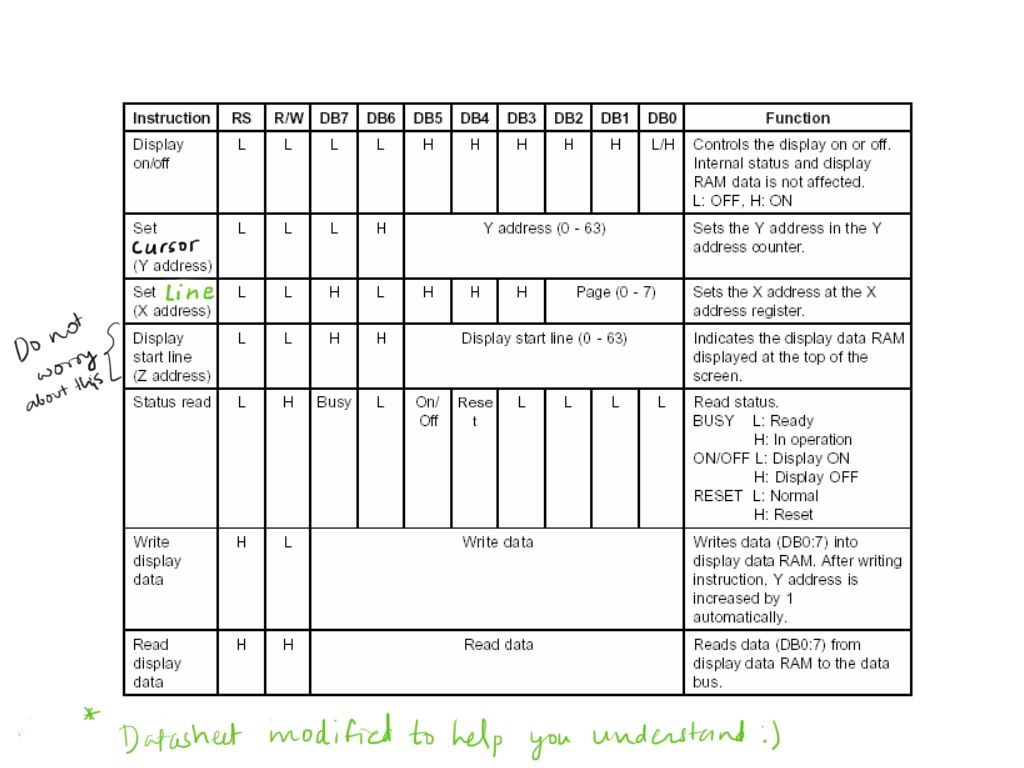 Instruction RS R/W DB7 DB6 DB5 DB4 DB3 DB2 DB1 DB0 Function
Display on/off L L L L H H H H H L/H Controls the display on or off.
Internal status and display
RAM data is not affected.
L: OFF, H: ON
Set cursor (Y address) L L L H Y address (0 - 63) Sets the Y address in the Y
address counter.
Set Line (X address) L L H L H H H Page (0 - 7) Sets the X address at the X
address register.
Do not
worry
about this
Display start line (Z address) L L H H Display start line (0 - 63) Indicates the display data RAM
displayed at the top of the
screen.
Status read L H Busy L On/Off Reset L L L L Read status.
BUSY L: Ready
H: In operation
ON/OFF L: Display ON
H: Display OFF
RESET L: Normal
H: Reset
Write display data H L Write data Writes data (DB0:7) into
display data RAM. After writing
instruction, Y address is
increased by 1
automatically.
Read display data H H Read data Reads data (DB0:7) from
display data RAM to the data
bus.
* Datasheet modified to help you understand :)